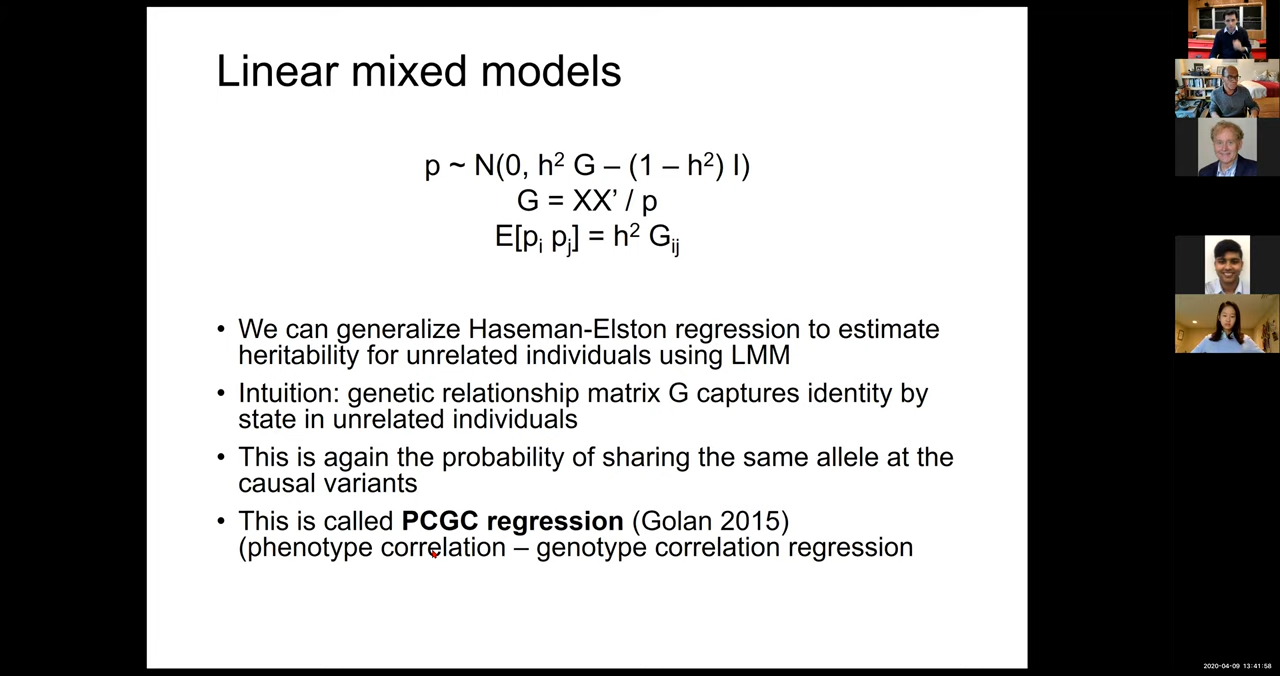 Linear mixed models
p ~ N(0, h² G – (1 – h²) I)
G = XX’ / p
E[pᵢ pⱼ] = h² Gᵢⱼ
• We can generalize Haseman-Elston regression to estimate
heritability for unrelated individuals using LMM
• Intuition: genetic relationship matrix G captures identity by
state in unrelated individuals
• This is again the probability of sharing the same allele at the
causal variants
• This is called PCGC regression (Golan 2015)
(phenotype correlation – genotype correlation regression
2020-04-09 13:41:58